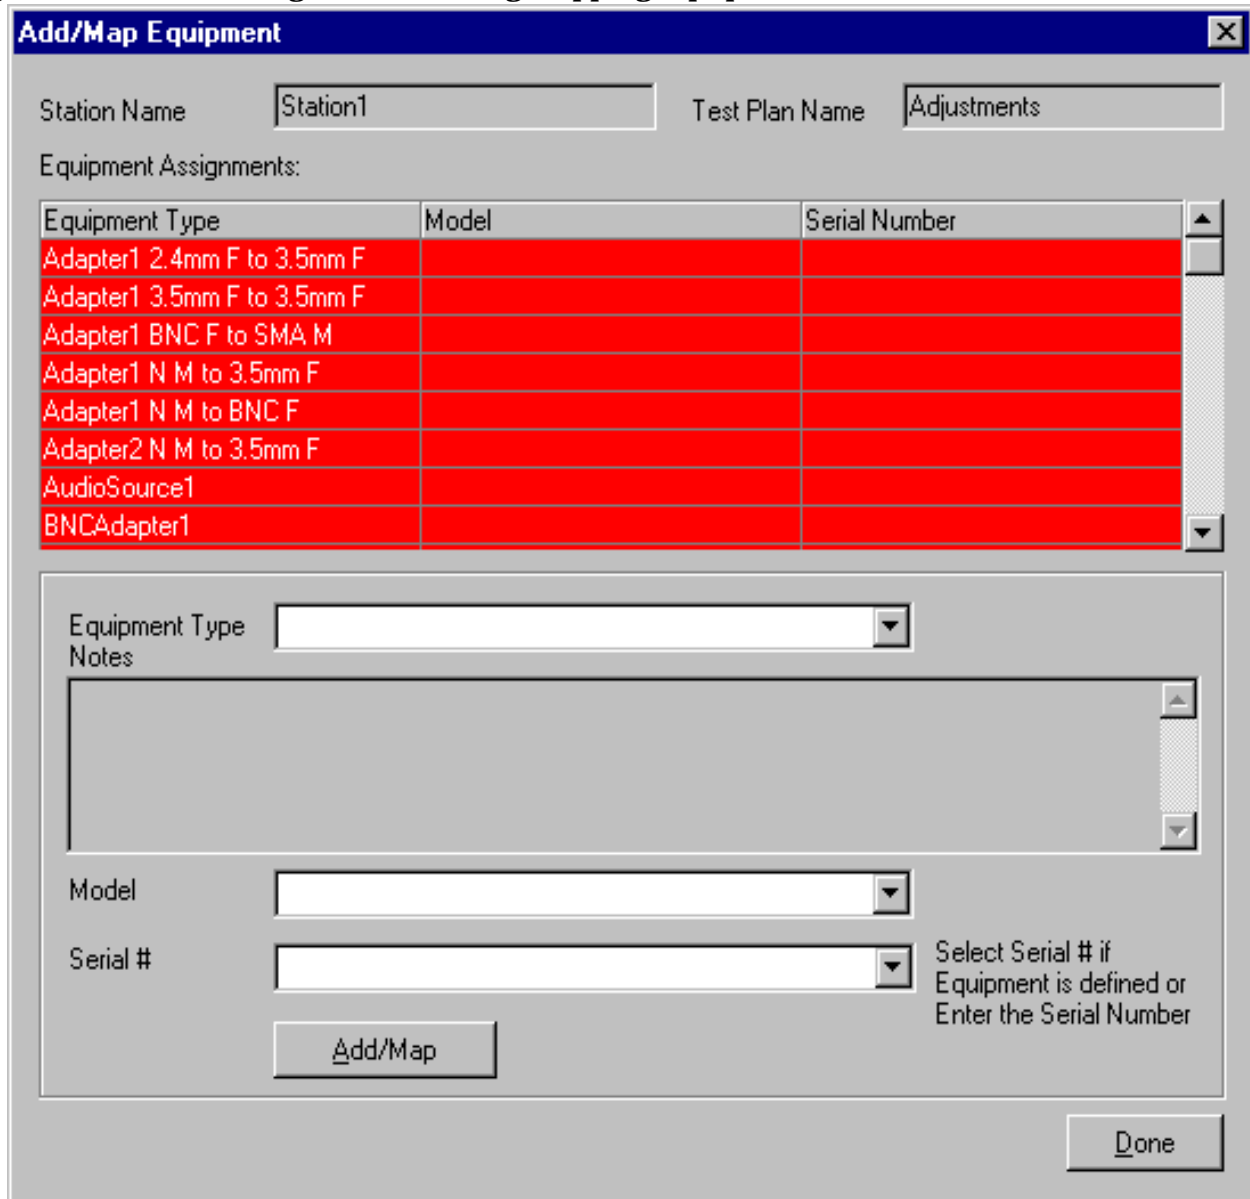 Add/Map Equipment
Station Name Station1 Test Plan Name Adjustments
Equipment Assignments:
Equipment Type Model Serial Number
Adapter1 2.4mm F to 3.5mm F
Adapter1 3.5mm F to 3.5mm F
Adapter1 BNC F to SMA M
Adapter1 N M to 3.5mm F
Adapter1 N M to BNC F
Adapter2 N M to 3.5mm F
AudioSource1
BNCAdapter1
Equipment Type
Notes
Model
Serial #
Select Serial # if
Equipment is defined or
Enter the Serial Number
Add/Map
Done